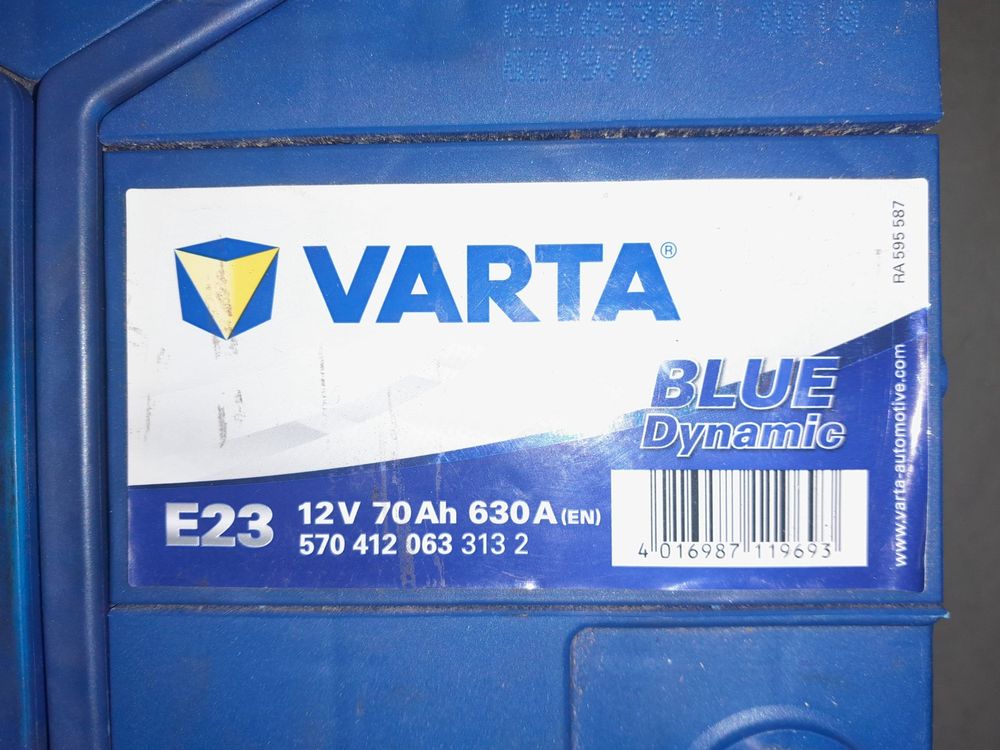 VARTA®
RA 595 587
BLUE
Dynamic
www.varta-automotive.com
E23
12V 70Ah 630A (EN)
570 412 063 313 2
4 016987 119693